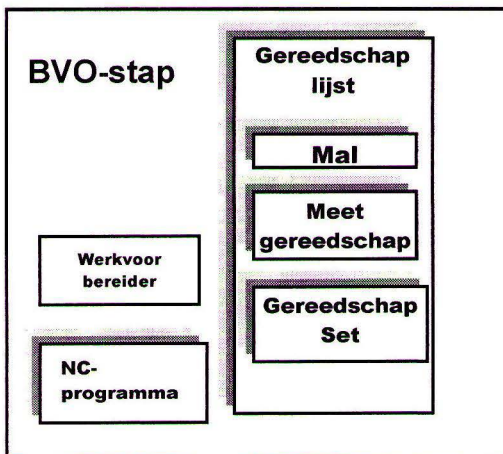 BVO-stap
Gereedschap
lijst
Mal
Meet
gereedschap
Werkvoor
bereider
Gereedschap
Set
NC-
programma